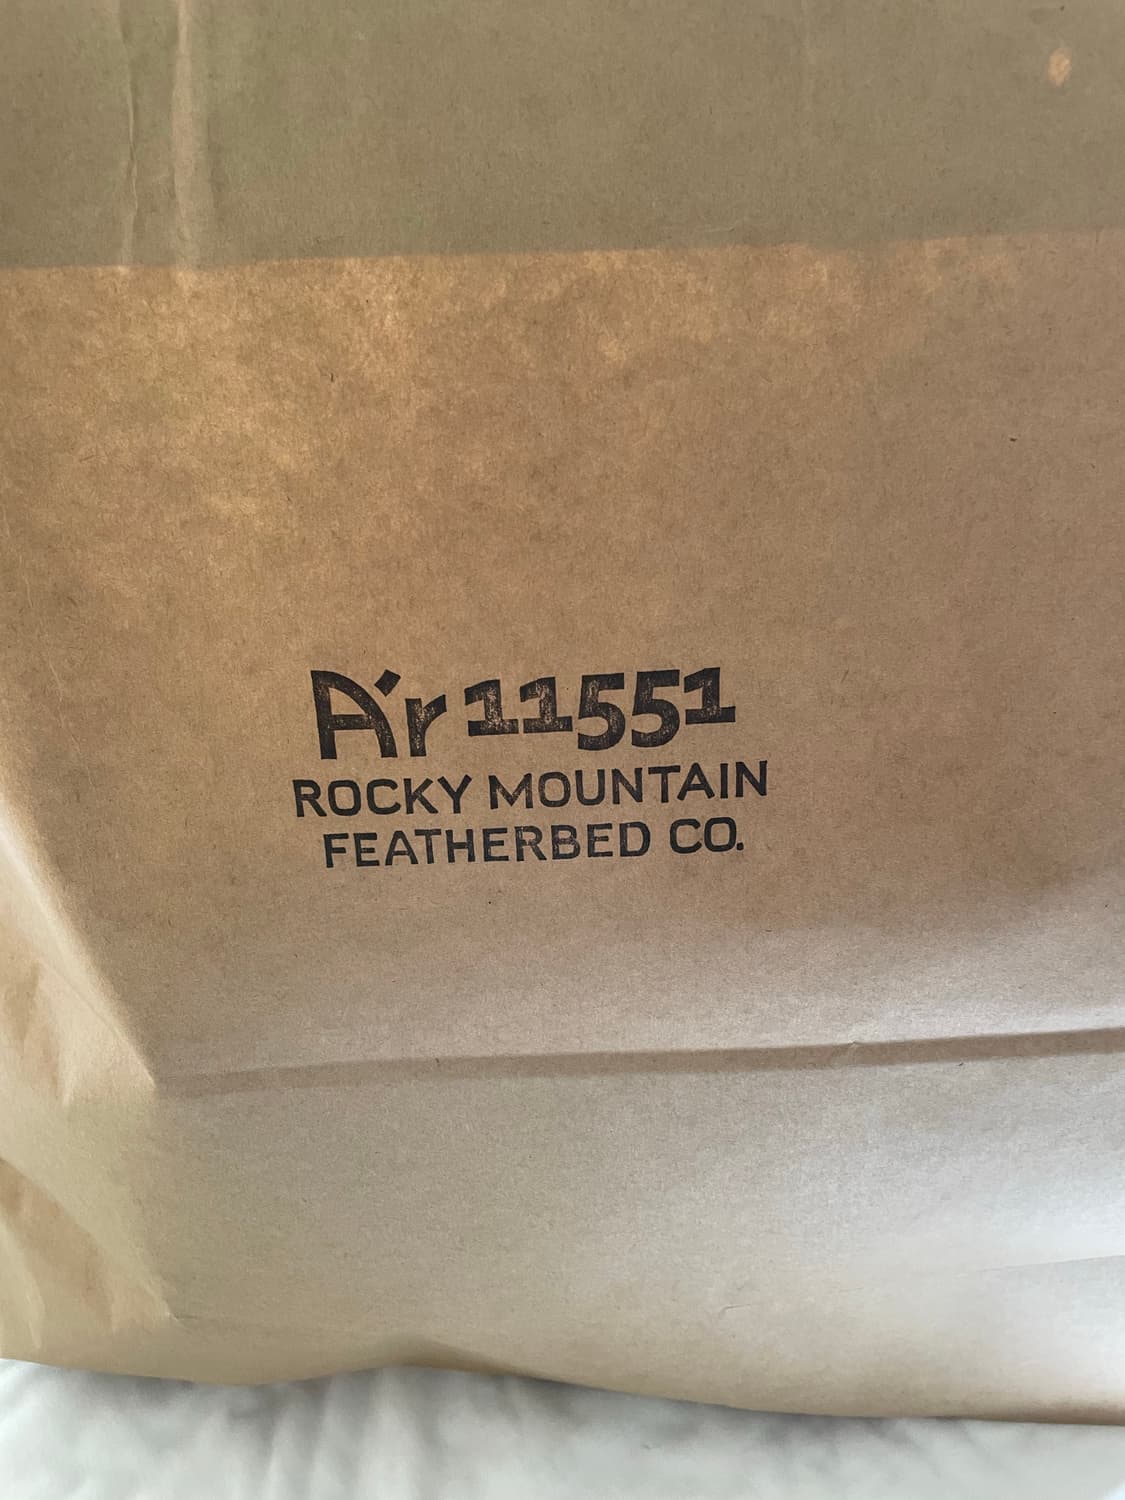 A'r 11551
ROCKY MOUNTAIN
FEATHERBED CO.